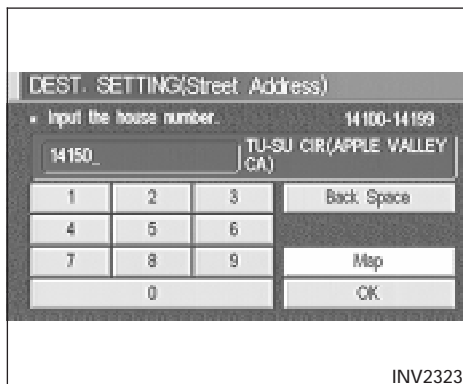 DEST. SETTING(Street Address)
Input the house number. 14100-14199
14150_ TU-SU CIR(APPLE VALLEY
CA)
1 2 3 Back Space
4 5 6
7 8 9 Map
0 OK
INV2323